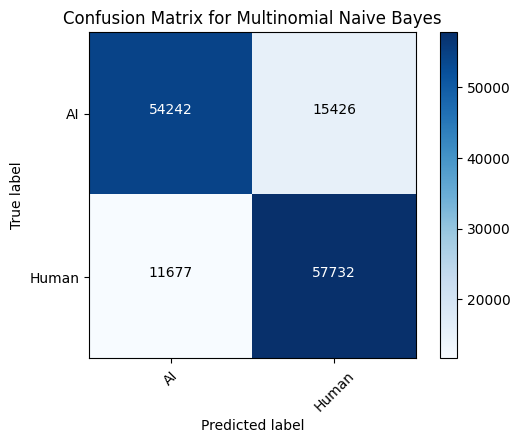 Confusion Matrix for Multinomial Naive Bayes
True label
AI
54242
15426
Human
11677
57732
AI
Human
Predicted label
50000
40000
30000
20000